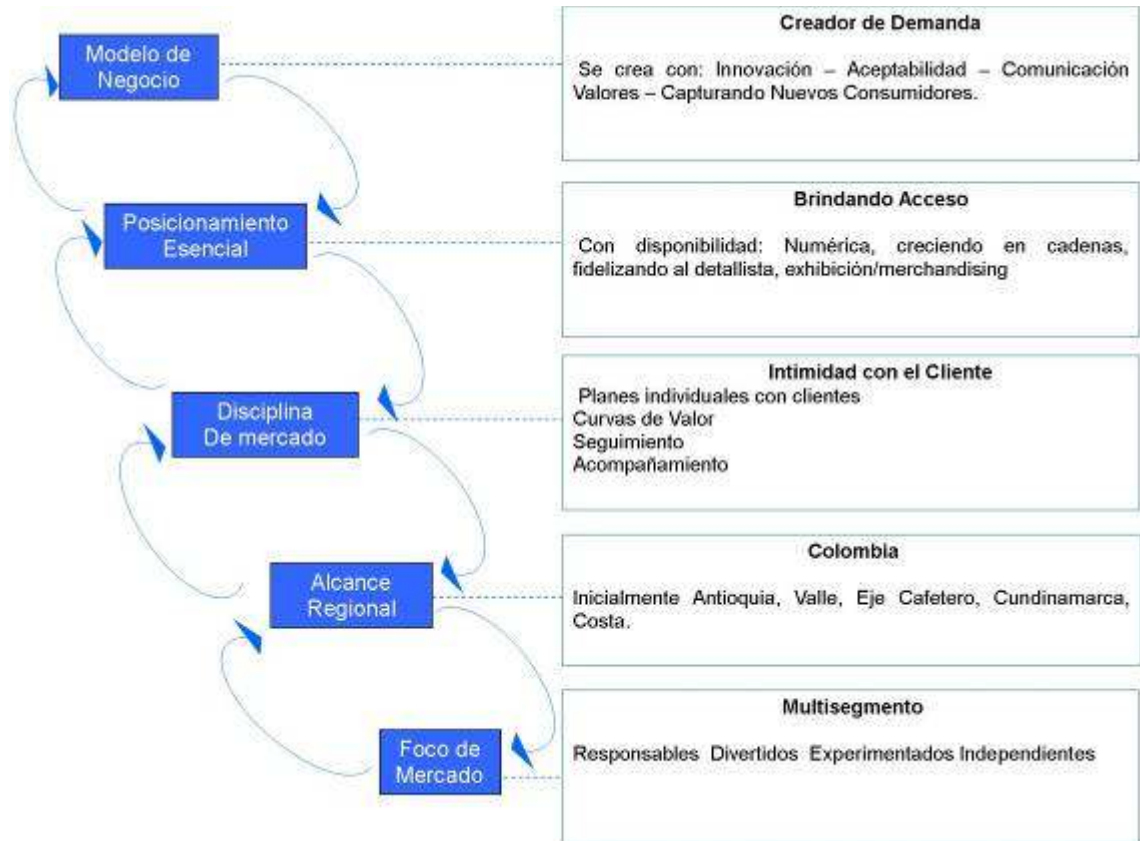 Modelo de
Negocio
Creador de Demanda
Se crea con: Innovación – Aceptabilidad – Comunicación
Valores – Capturando Nuevos Consumidores.
Posicionamiento
Esencial
Brindando Acceso
Con disponibilidad: Numérica, creciendo en cadenas,
fidelizando al detallista, exhibición/merchandising
Disciplina
De mercado
Intimidad con el Cliente
Planes individuales con clientes
Curvas de Valor
Seguimiento
Acompañamiento
Alcance
Regional
Colombia
Inicialmente Antioquia, Valle, Eje Cafetero, Cundinamarca,
Costa.
Foco de
Mercado
Multisegmento
Responsables Divertidos Experimentados Independientes